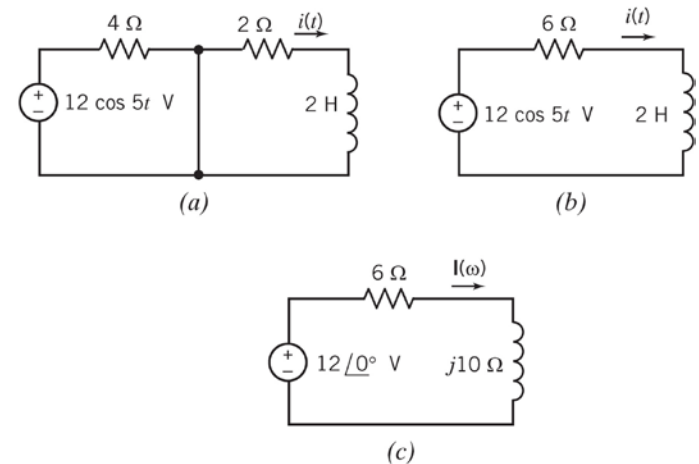 4 Ω 2 Ω i(t)
+
−
12 cos 5t V 2 H
(a)
6 Ω i(t)
+
−
12 cos 5t V 2 H
(b)
6 Ω I(ω)
+
−
12/0° V j10 Ω
(c)